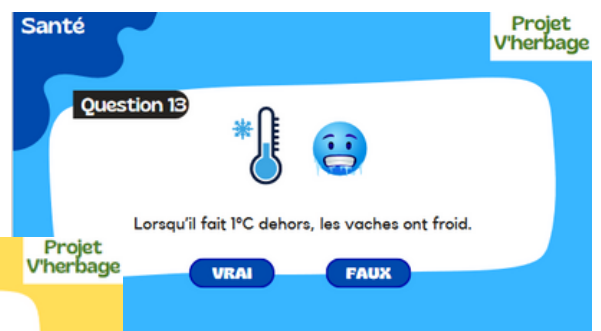 Santé
Projet
V'herbage
Question 13
Lorsqu'il fait 1°C dehors, les vaches ont froid.
Projet
V'herbage
VRAI
FAUX